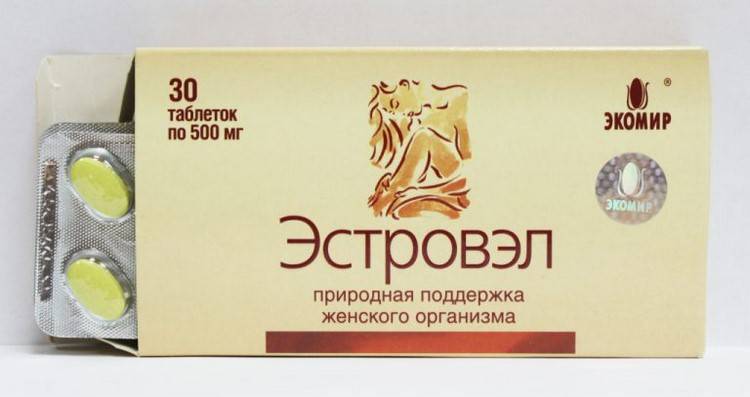 30
таблеток
по 500 мг
ЭКОМИР
®
ЭКОМИР
Эстровэл
природная поддержка
женского организма